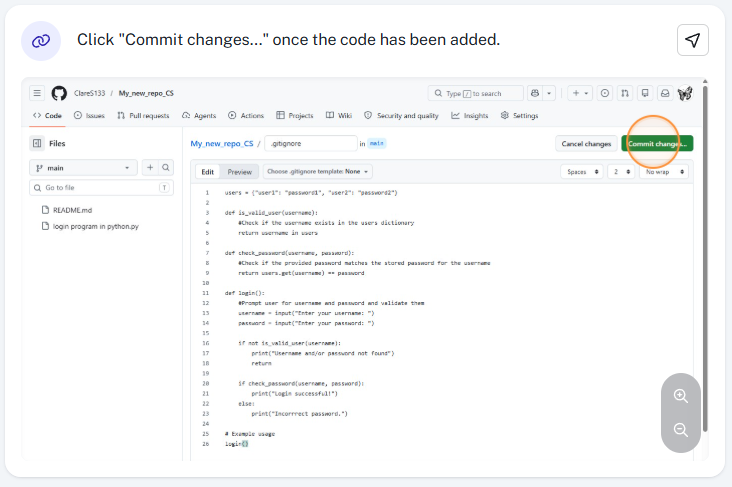 Click "Commit changes..." once the code has been added.
ClareS133 / My_new_repo_CS
Type / to search
Code Issues Pull requests Agents Actions Projects Wiki Security and quality Insights Settings
Files
My_new_repo_CS / .gitignore in main
Cancel changes Commit changes...
main
Edit Preview Choose .gitignore template: None
Spaces 2 No wrap
Go to file T
README.md
login program in python.py
1 users = {"user1": "password1", "user2": "password2"}
2
3 def is_valid_user(username):
4 #Check if the username exists in the users dictionary
5 return username in users
6
7 def check_password(username, password):
8 #Check if the provided password matches the stored password for the username
9 return users.get(username) == password
10
11 def login():
12 #Prompt user for username and password and validate them
13 username = input("Enter your username: ")
14 password = input("Enter your password: ")
15
16 if not is_valid_user(username):
17 print("Username and/or password not found")
18 return
19
20 if check_password(username, password):
21 print("Login successful!")
22 else:
23 print("Incorrrect password.")
24
25 # Example usage
26 login()